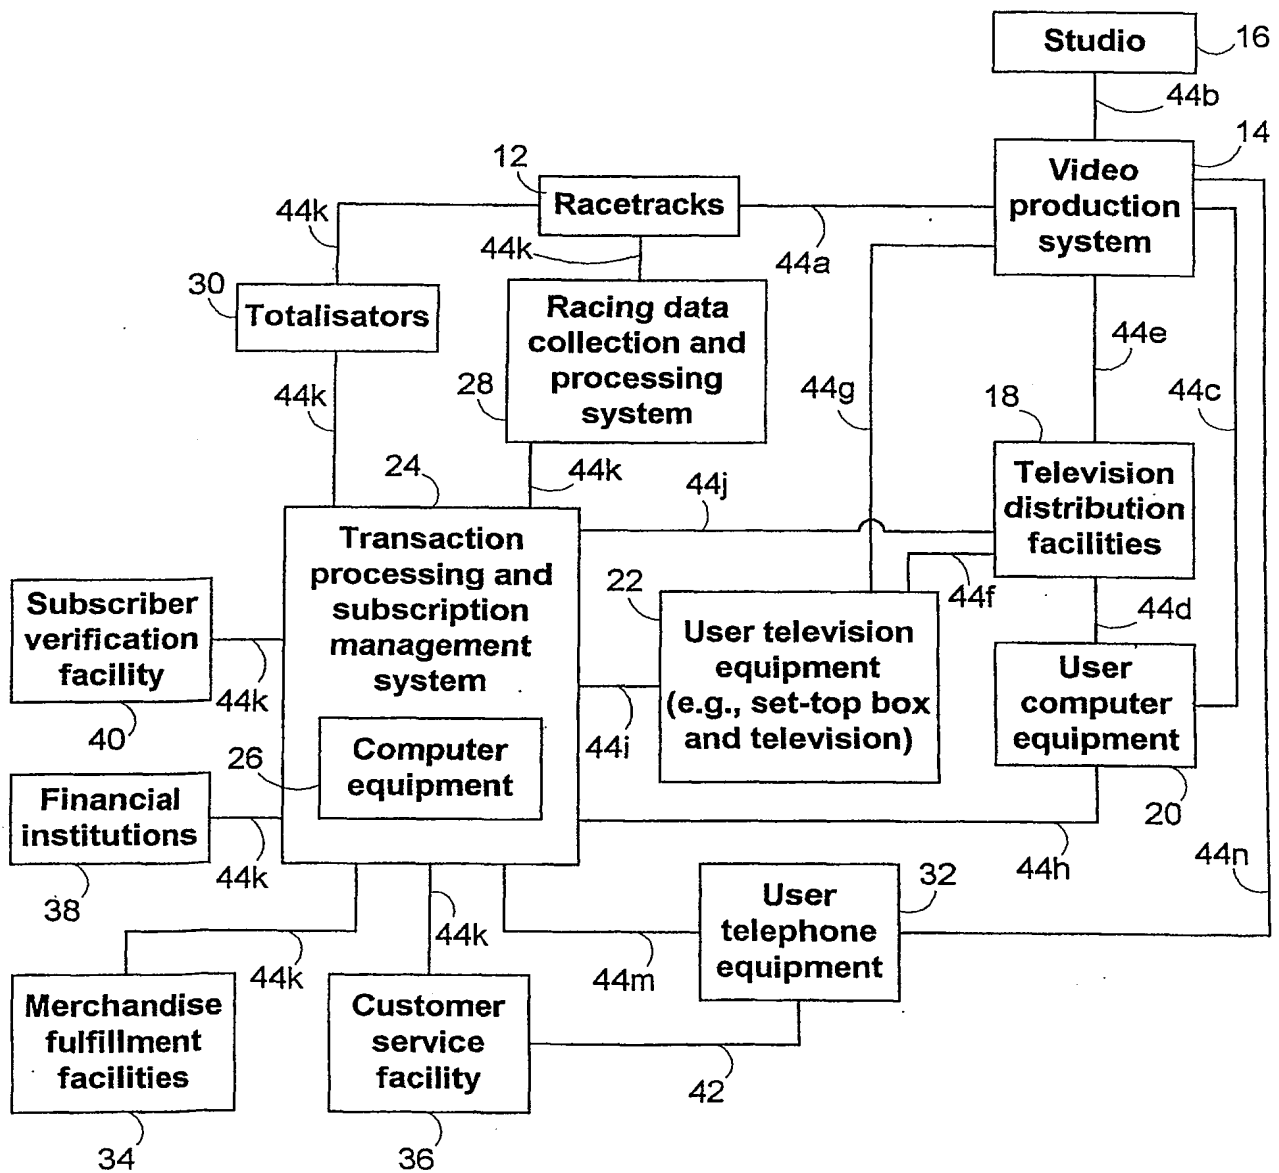 Studio
16
44b
14
Video
production
system
12
Racetracks
44k
44k
44a
30
Totalisators
Racing data
collection and
processing
system
44e
44g
44c
28
44k
18
24
44k
44j
Television
distribution
facilities
Transaction
processing and
subscription
management
system
22
44f
44d
Subscriber
verification
facility
User television
equipment
(e.g., set-top box
and television)
User
computer
equipment
44k
40
44i
26
Computer
equipment
Financial
institutions
20
44k
44h
44n
38
32
User
telephone
equipment
44k
44k
44m
Merchandise
fulfillment
facilities
Customer
service
facility
42
34
36